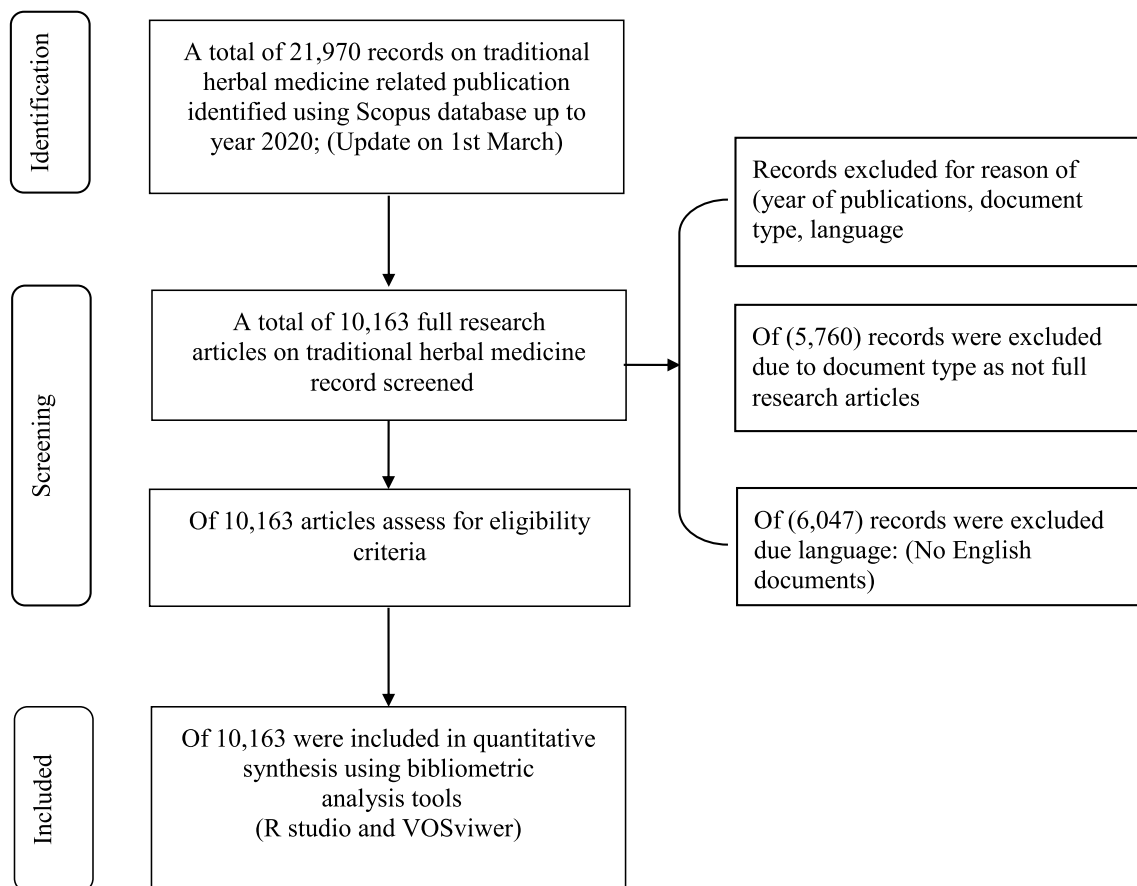 Identification
A total of 21,970 records on traditional
herbal medicine related publication
identified using Scopus database up to
year 2020; (Update on 1st March)
Records excluded for reason of
(year of publications, document
type, language
Screening
A total of 10,163 full research
articles on traditional herbal medicine
record screened
Of (5,760) records were excluded
due to document type as not full
research articles
Of 10,163 articles assess for eligibility
criteria
Of (6,047) records were excluded
due language: (No English
documents)
Included
Of 10,163 were included in quantitative
synthesis using bibliometric
analysis tools
(R studio and VOSviwer)